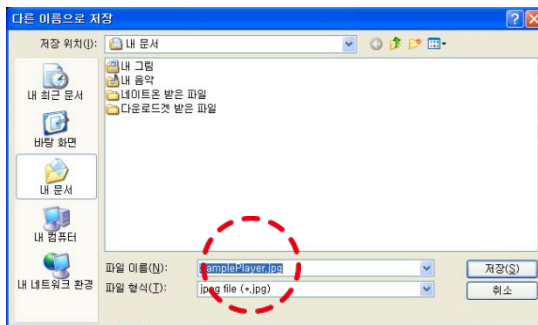 다른 이름으로 저장
저장 위치(I):
내 문서
내 그림
내 음악
네이트온 받은 파일
다운로드겟 받은 파일
내 최근 문서
바탕 화면
내 문서
내 컴퓨터
내 네트워크 환경
파일 이름(N):
samplePlayer.jpg
저장(S)
파일 형식(T):
jpeg file (*.jpg)
취소